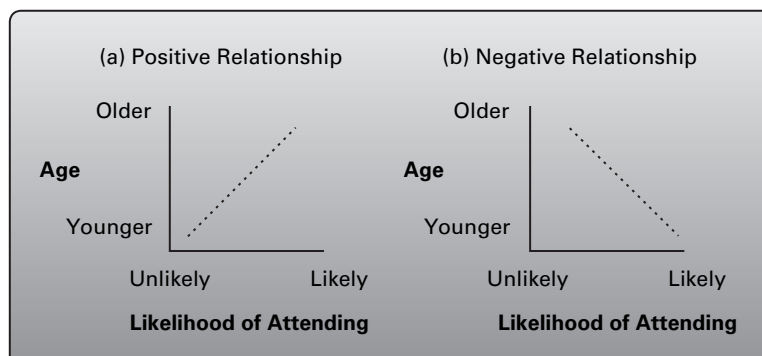 (a) Positive Relationship
Older
Age
Younger
Unlikely Likely
Likelihood of Attending
(b) Negative Relationship
Older
Age
Younger
Unlikely Likely
Likelihood of Attending